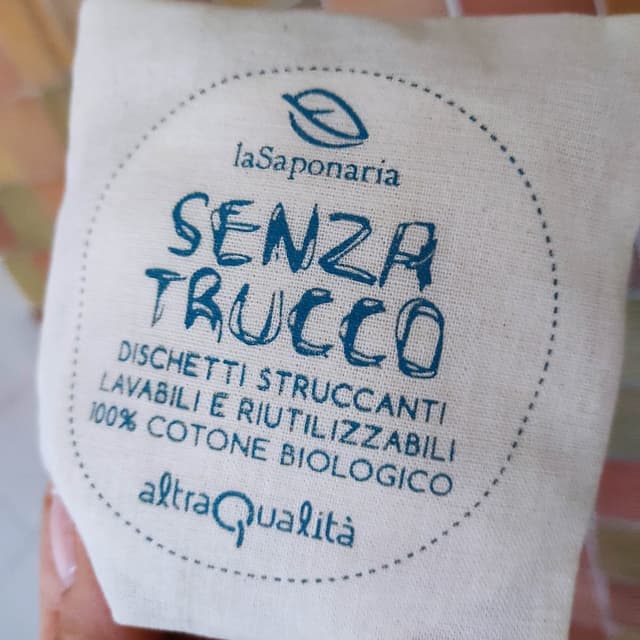 laSaponaria
SENZA
TRUCCO
DISCHETTI STRUCCANTI
LAVABILI E RIUTILIZZABILI
100% COTONE BIOLOGICO
altraQualità